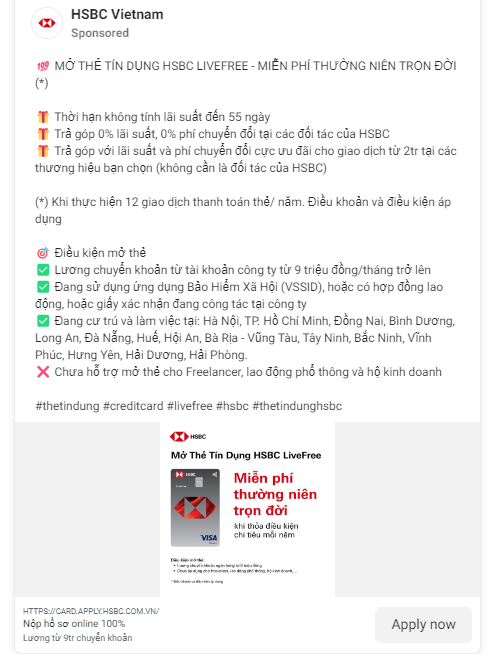 HSBC Vietnam
Sponsored
💯 MỞ THẺ TÍN DỤNG HSBC LIVEFREE - MIỄN PHÍ THƯỜNG NIÊN TRỌN ĐỜI
(*)
🎁 Thời hạn không tính lãi suất đến 55 ngày
🎁 Trả góp 0% lãi suất, 0% phí chuyển đổi tại các đối tác của HSBC
🎁 Trả góp với lãi suất và phí chuyển đổi cực ưu đãi cho giao dịch từ 2tr tại các
thương hiệu bạn chọn (không cần là đối tác của HSBC)
(*) Khi thực hiện 12 giao dịch thanh toán thẻ/ năm. Điều khoản và điều kiện áp
dụng
🎯 Điều kiện mở thẻ
✅ Lương chuyển khoản từ tài khoản công ty từ 9 triệu đồng/tháng trở lên
✅ Đang sử dụng ứng dụng Bảo Hiểm Xã Hội (VSSID), hoặc có hợp đồng lao
động, hoặc giấy xác nhận đang công tác tại công ty
✅ Đang cư trú và làm việc tại: Hà Nội, TP. Hồ Chí Minh, Đồng Nai, Bình Dương,
Long An, Đà Nẵng, Huế, Hội An, Bà Rịa - Vũng Tàu, Tây Ninh, Bắc Ninh, Vĩnh
Phúc, Hưng Yên, Hải Dương, Hải Phòng.
❌ Chưa hỗ trợ mở thẻ cho Freelancer, lao động phổ thông và hộ kinh doanh
#thetindung #creditcard #livefree #hsbc #thetindunghsbc
HSBC
Mở Thẻ Tín Dụng HSBC LiveFree
HSBC
VISA
Miễn phí
thường niên
trọn đời
khi thỏa điều kiện
chi tiêu mỗi năm
Điều kiện mở thẻ:
HTTPS://CARD.APPLY.HSBC.COM.VN/
Nộp hồ sơ online 100%
Lương từ 9tr chuyển khoản
Apply now